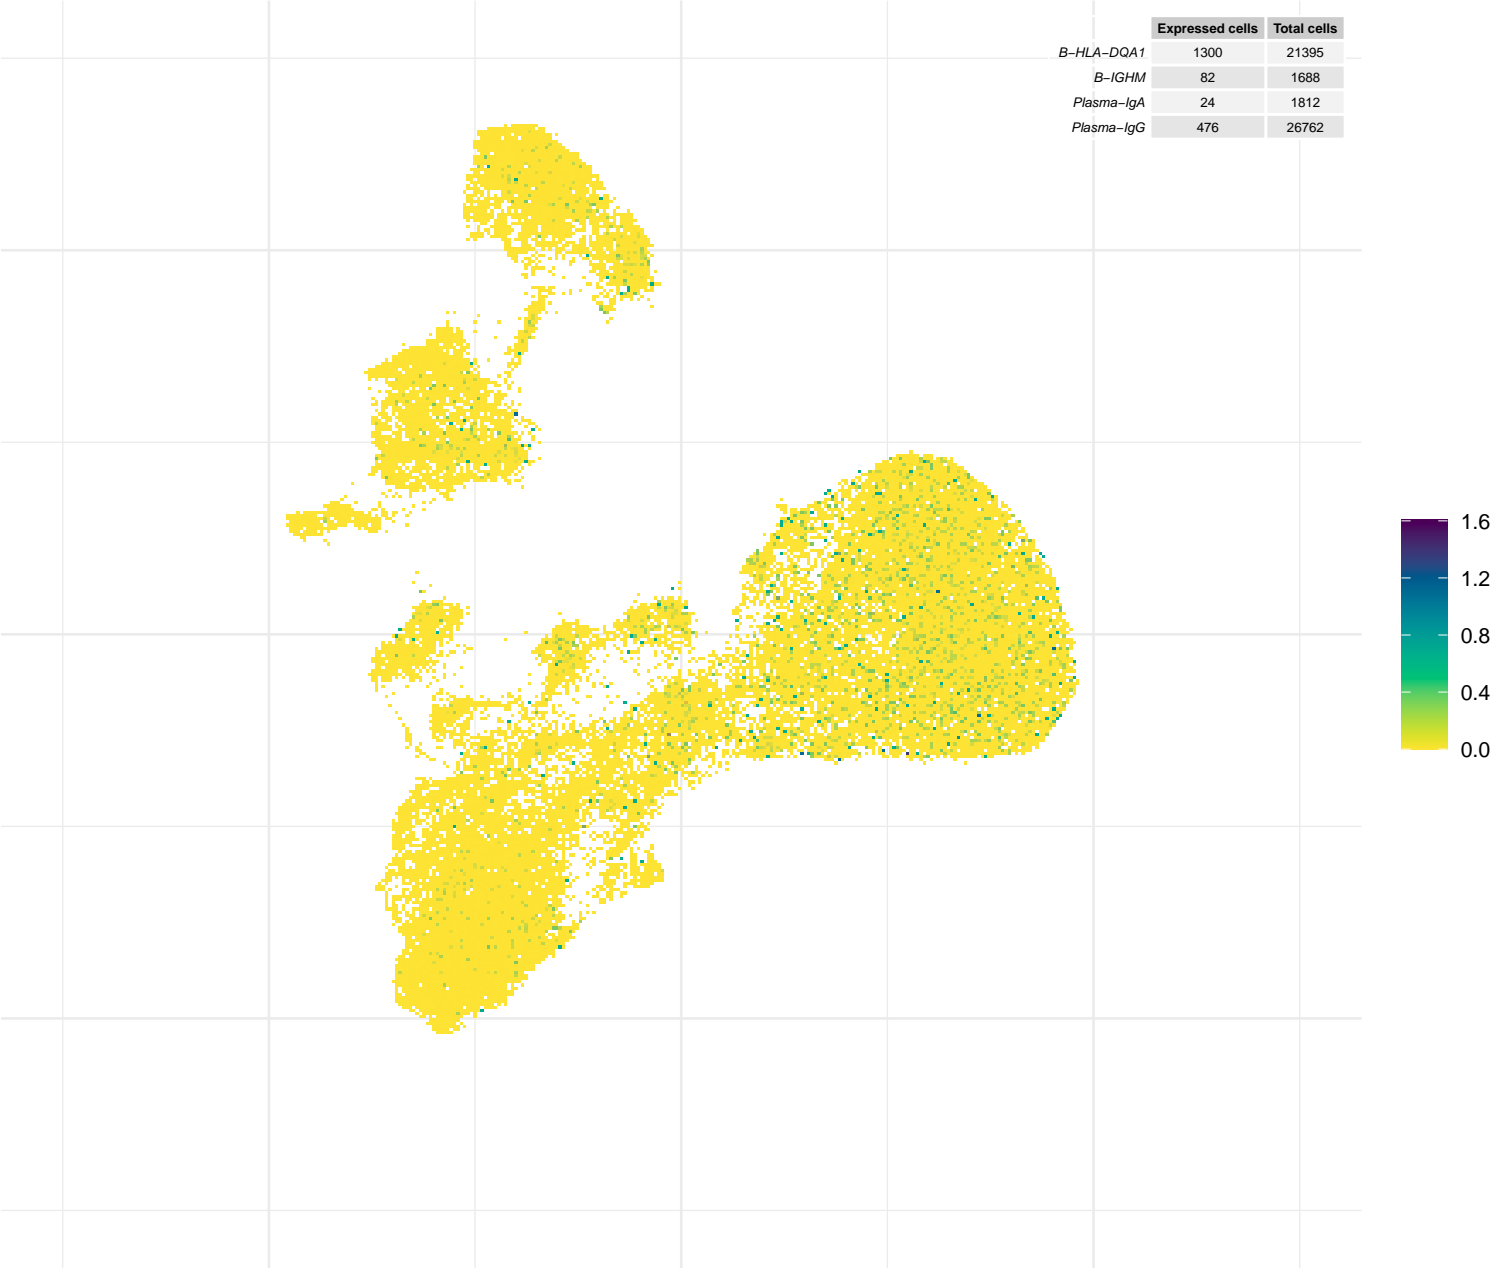 Expressed cells Total cells
B−HLA−DQA1 1300 21395
B−IGHM 82 1688
Plasma−IgA 24 1812
Plasma−IgG 476 26762
1.6
1.2
0.8
0.4
0.0